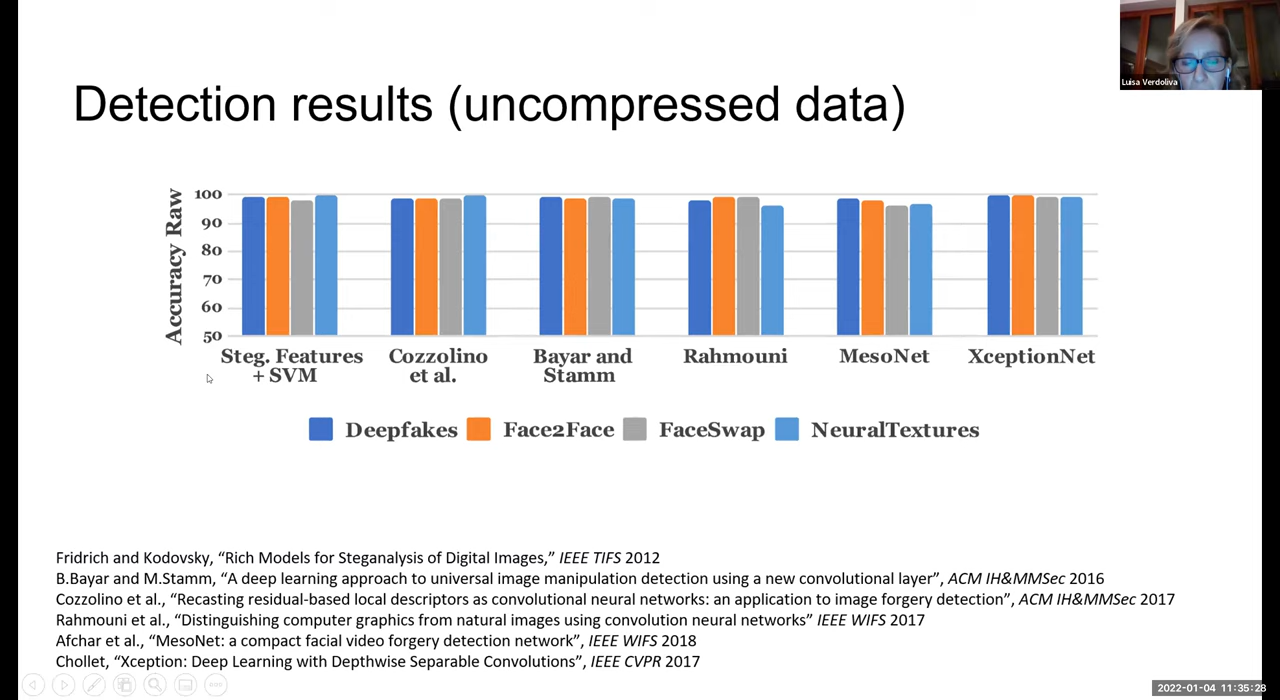 Luisa Verdoliva
Detection results (uncompressed data)
Accuracy Raw
100
90
80
70
60
50
Steg. Features
+ SVM
Cozzolino
et al.
Bayar and
Stamm
Rahmouni
MesoNet
XceptionNet
Deepfakes Face2Face FaceSwap NeuralTextures
Fridrich and Kodovsky, “Rich Models for Steganalysis of Digital Images,” IEEE TIFS 2012
B.Bayar and M.Stamm, “A deep learning approach to universal image manipulation detection using a new convolutional layer”, ACM IH&MMSec 2016
Cozzolino et al., “Recasting residual-based local descriptors as convolutional neural networks: an application to image forgery detection”, ACM IH&MMSec 2017
Rahmouni et al., “Distinguishing computer graphics from natural images using convolution neural networks” IEEE WIFS 2017
Afchar et al., “MesoNet: a compact facial video forgery detection network”, IEEE WIFS 2018
Chollet, “Xception: Deep Learning with Depthwise Separable Convolutions”, IEEE CVPR 2017
2022-01-04 11:35:28